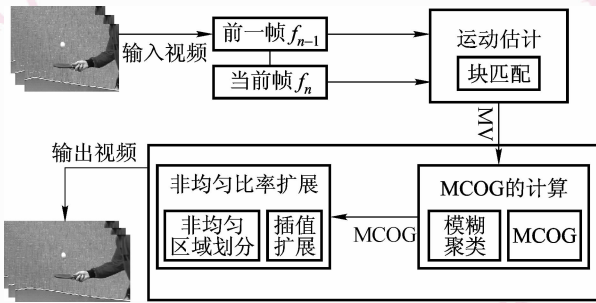 输入视频
前一帧 fn−1
当前帧 fn
运动估计
块匹配
MV
MCOG的计算
模糊
聚类
MCOG
MCOG
非均匀比率扩展
非均匀
区域划分
插值
扩展
输出视频